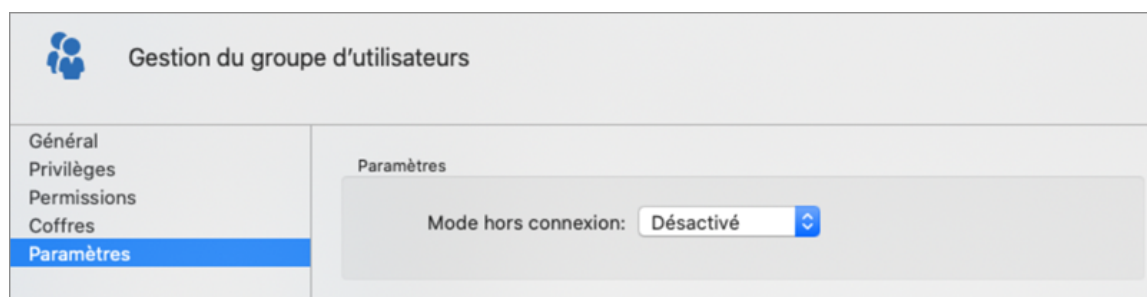 Gestion du groupe d'utilisateurs
Général
Privilèges
Permissions
Coffres
Paramètres
Paramètres
Mode hors connexion: Désactivé